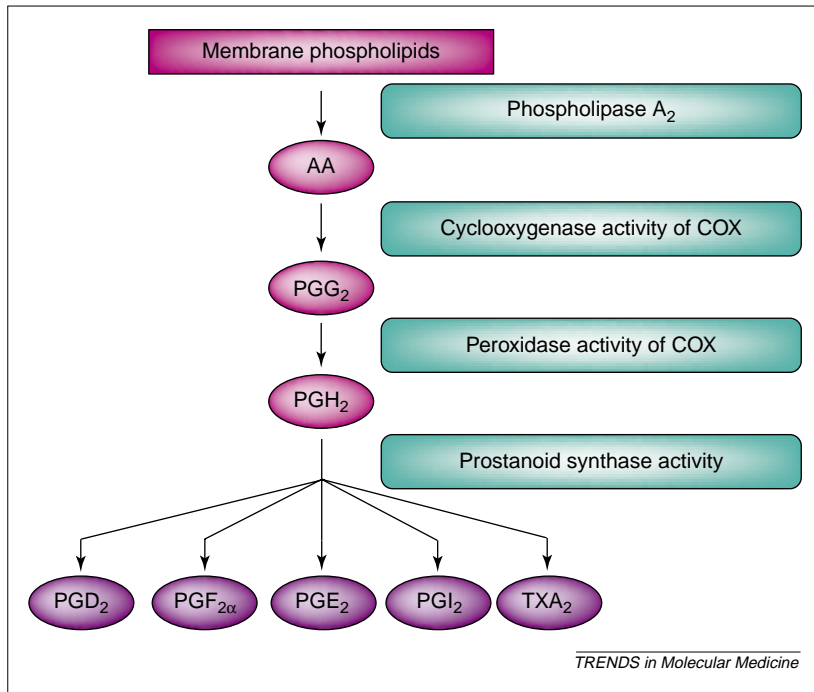 Membrane phospholipids
Phospholipase A₂
AA
Cyclooxygenase activity of COX
PGG₂
Peroxidase activity of COX
PGH₂
Prostanoid synthase activity
PGD₂ PGF₂α PGE₂ PGI₂ TXA₂
TRENDS in Molecular Medicine